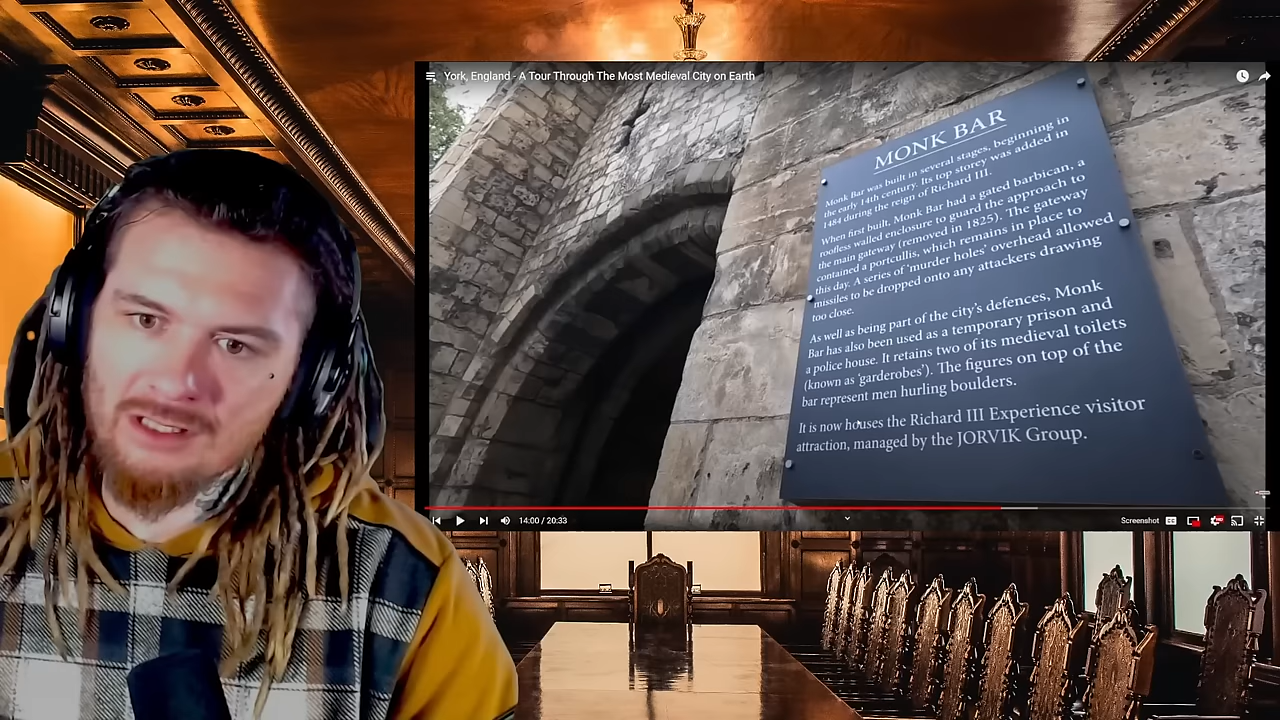 York, England - A Tour Through The Most Medieval City on Earth
MONK BAR
Monk Bar was built in several stages, beginning in
the early 14th century. Its top storey was added in
1484 during the reign of Richard III.
When first built, Monk Bar had a gated barbican, a
roofless walled enclosure to guard the approach to
the main gateway (removed in 1825). The gateway
contained a portcullis, which remains in place to
this day. A series of 'murder holes' overhead allowed
missiles to be dropped onto any attackers drawing
too close.
As well as being part of the city's defences, Monk
Bar has also been used as a temporary prison and
a police house. It retains two of its medieval toilets
(known as 'garderobes'). The figures on top of the
bar represent men hurling boulders.
It is now houses the Richard III Experience visitor
attraction, managed by the JORVIK Group.
14:00 / 20:33
Screenshot